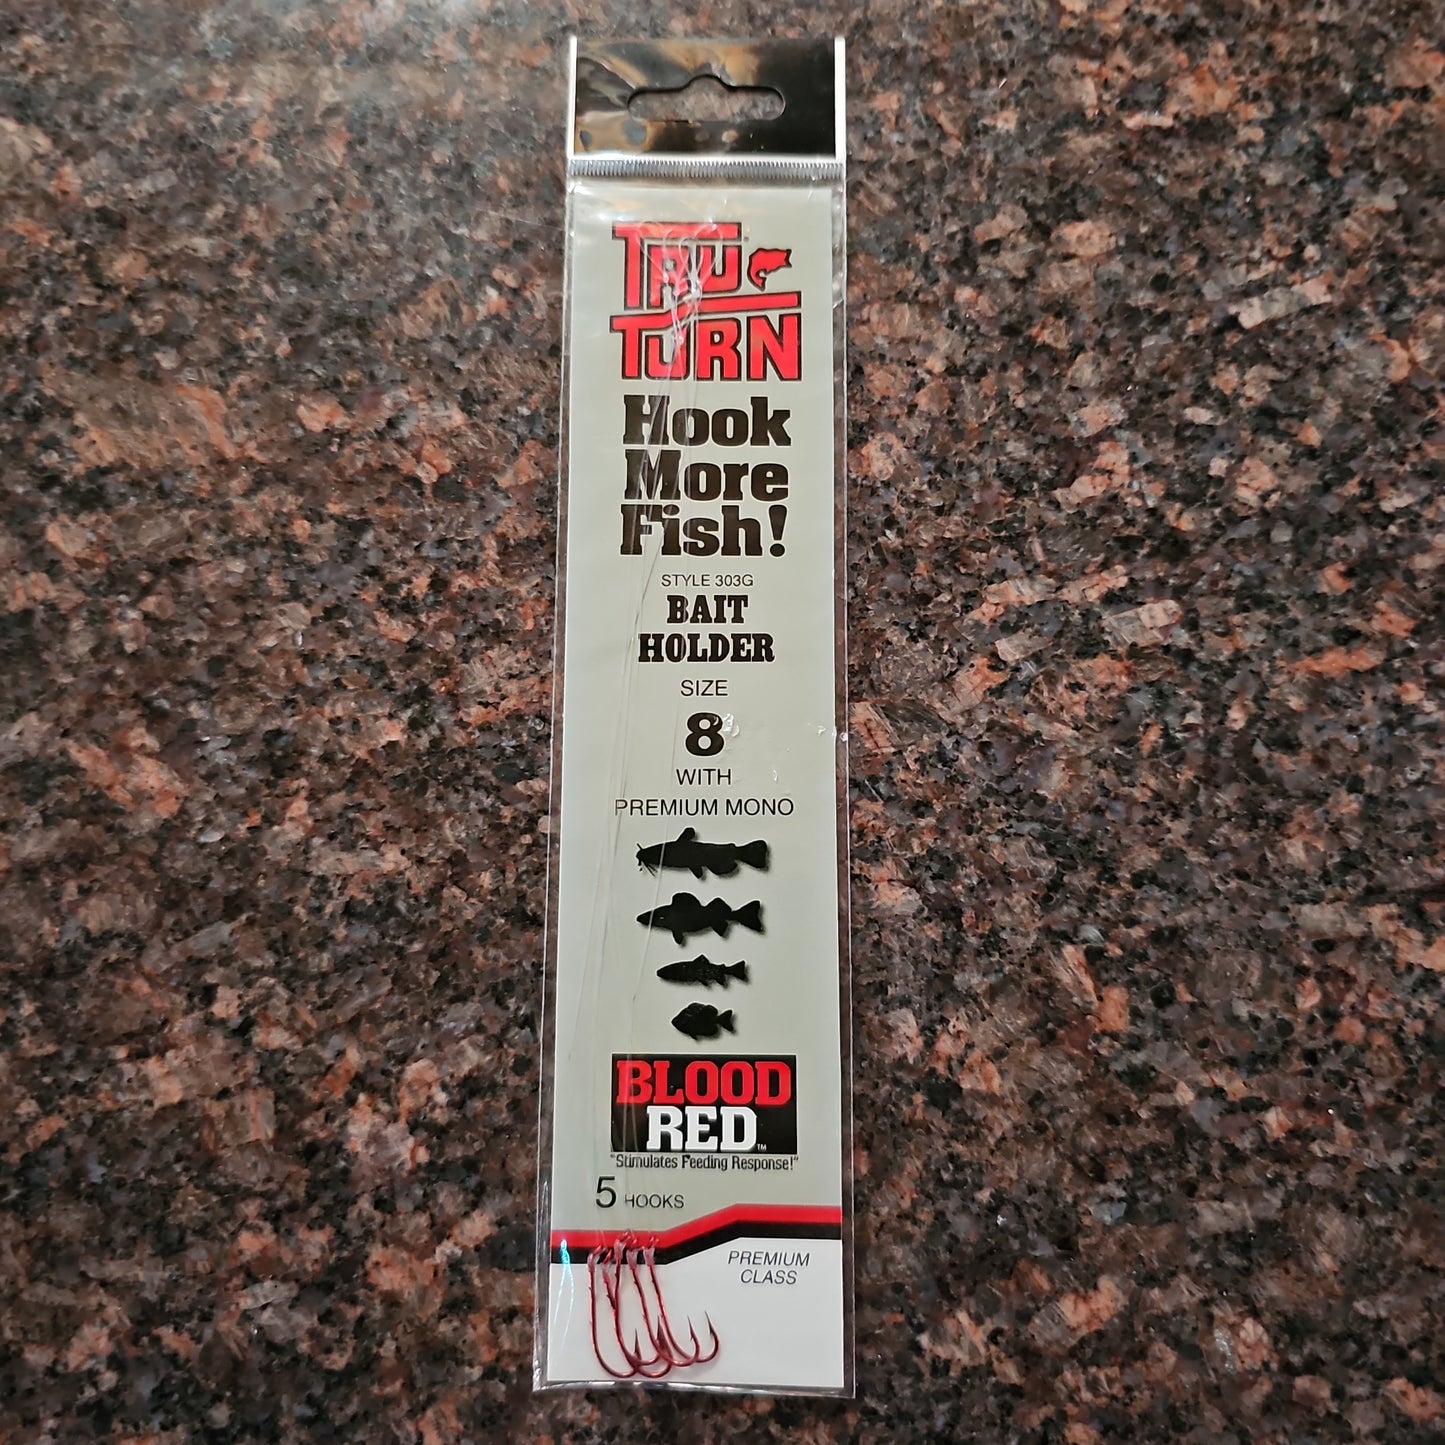 TRU
TURN
Hook
More
Fish!
STYLE 303G
BAIT
HOLDER
SIZE
8
WITH
PREMIUM MONO
BLOOD
RED™
"Stimulates Feeding Response!"
5 HOOKS
PREMIUM
CLASS